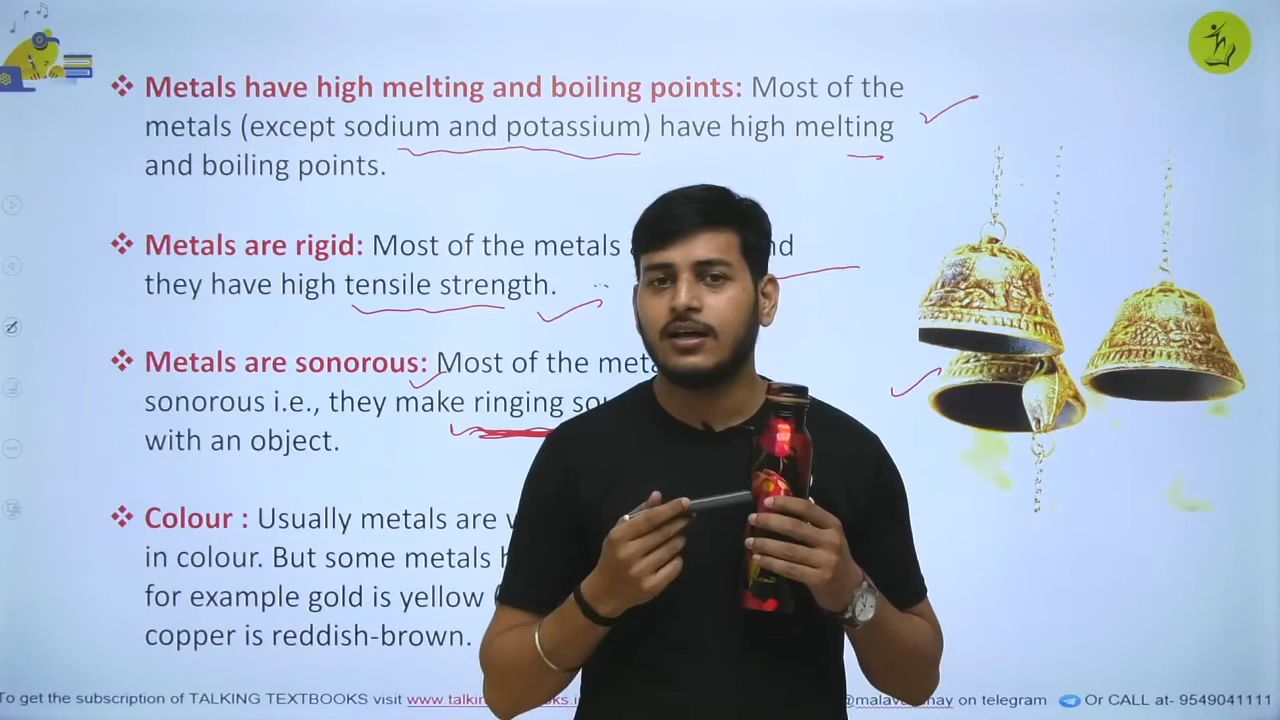 ❖ Metals have high melting and boiling points: Most of the
metals (except sodium and potassium) have high melting
and boiling points.
❖ Metals are rigid: Most of the metals nd
they have high tensile strength.
❖ Metals are sonorous: Most of the
sonorous i.e., they make ringing
with an object.
❖ Colour : Usually metals are
in colour. But some metals
for example gold is yellow
copper is reddish-brown.
To get the subscription of TALKING TEXTBOOKS visit on telegram Or CALL at- 9549041111